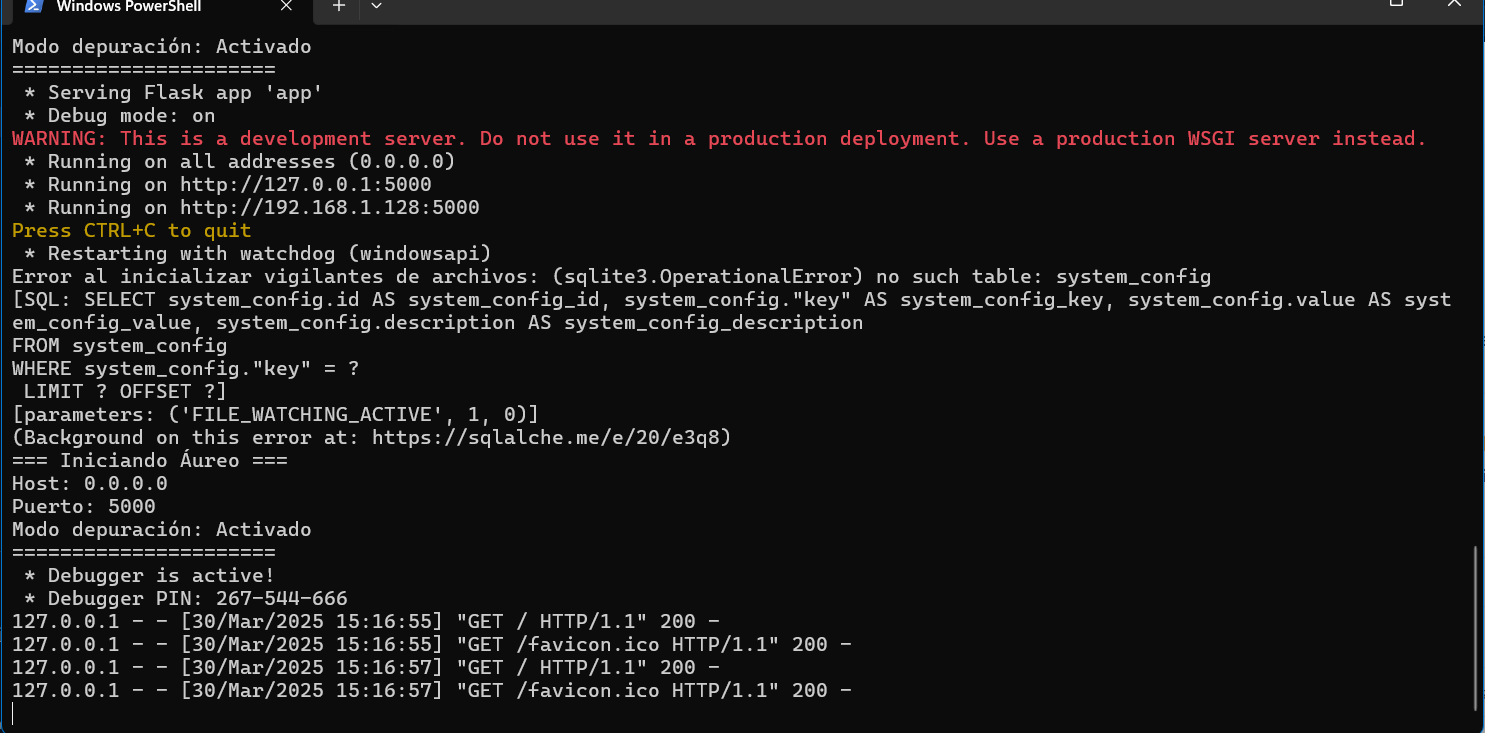 Windows PowerShell
Modo depuración: Activado
======================
 * Serving Flask app 'app'
 * Debug mode: on
WARNING: This is a development server. Do not use it in a production deployment. Use a production WSGI server instead.
 * Running on all addresses (0.0.0.0)
 * Running on http://127.0.0.1:5000
 * Running on http://192.168.1.128:5000
Press CTRL+C to quit
 * Restarting with watchdog (windowsapi)
Error al inicializar vigilantes de archivos: (sqlite3.OperationalError) no such table: system_config
[SQL: SELECT system_config.id AS system_config_id, system_config."key" AS system_config_key, system_config.value AS syst
em_config_value, system_config.description AS system_config_description
FROM system_config
WHERE system_config."key" = ?
 LIMIT ? OFFSET ?]
[parameters: ('FILE_WATCHING_ACTIVE', 1, 0)]
(Background on this error at: https://sqlalche.me/e/20/e3q8)
=== Iniciando Áureo ===
Host: 0.0.0.0
Puerto: 5000
Modo depuración: Activado
======================
 * Debugger is active!
 * Debugger PIN: 267-544-666
127.0.0.1 - - [30/Mar/2025 15:16:55] "GET / HTTP/1.1" 200 -
127.0.0.1 - - [30/Mar/2025 15:16:55] "GET /favicon.ico HTTP/1.1" 200 -
127.0.0.1 - - [30/Mar/2025 15:16:57] "GET / HTTP/1.1" 200 -
127.0.0.1 - - [30/Mar/2025 15:16:57] "GET /favicon.ico HTTP/1.1" 200 -